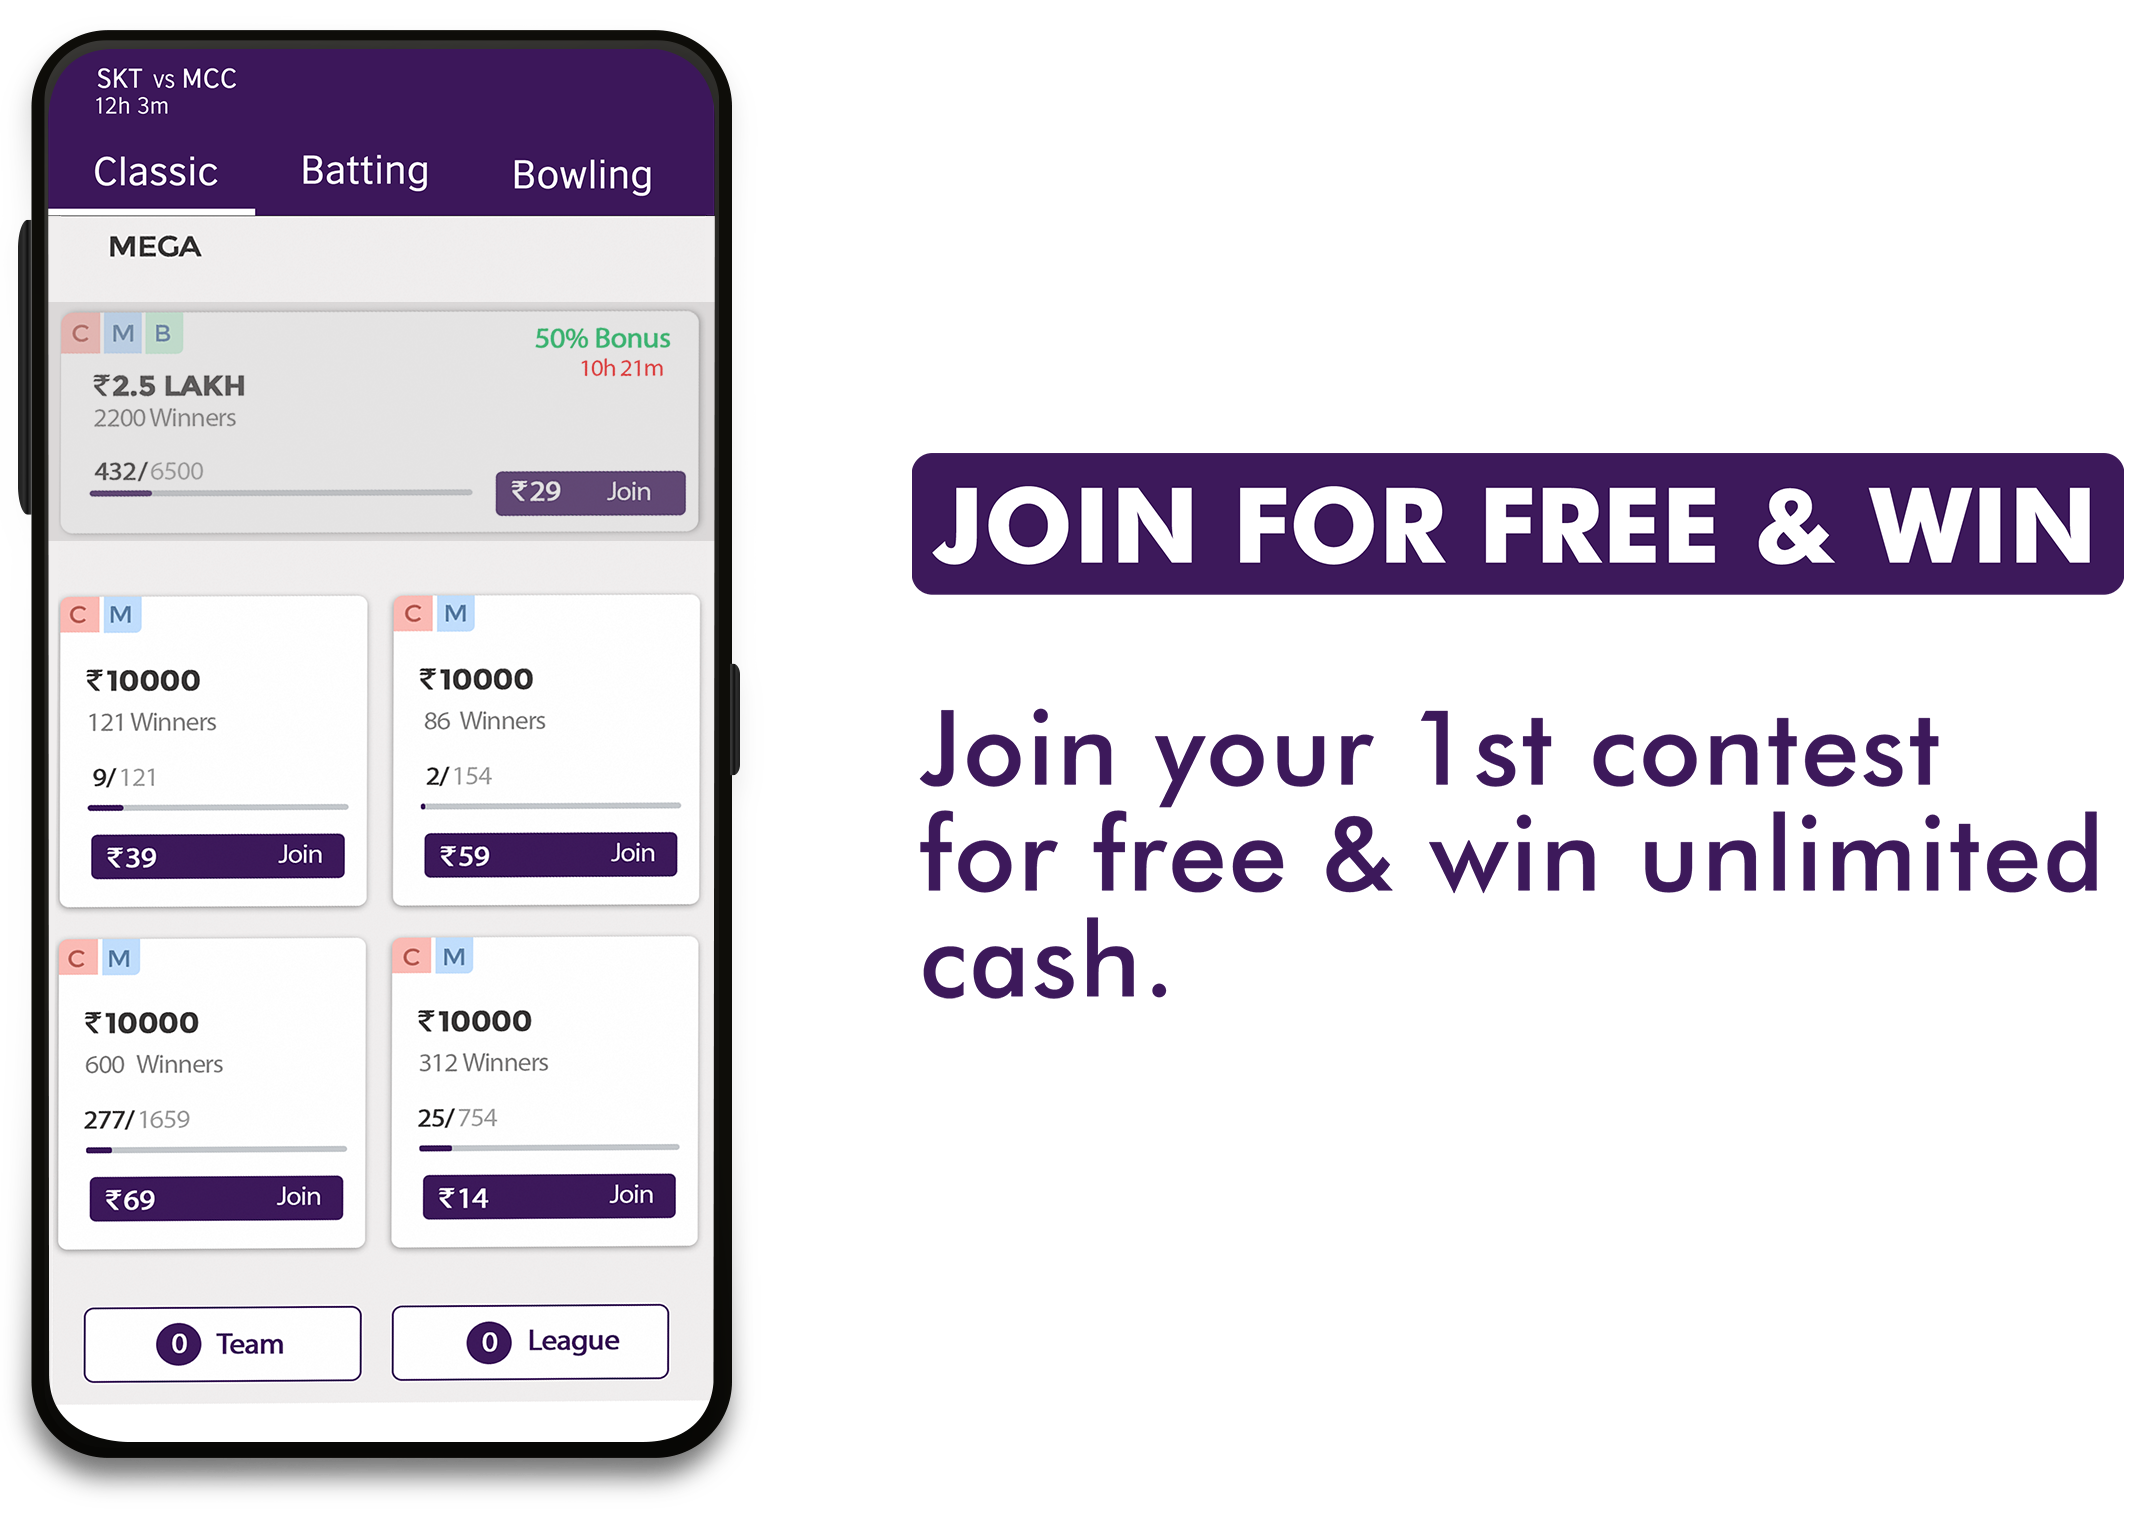 SKT vs MCC
12h 3m
Classic Batting Bowling
MEGA
C M B
50% Bonus
10h 21m
₹2.5 LAKH
2200 Winners
432/6500
₹29 Join
C M
₹10000
121 Winners
9/121
₹39 Join
C M
₹10000
86 Winners
2/154
₹59 Join
C M
₹10000
600 Winners
277/1659
₹69 Join
C M
₹10000
312 Winners
25/754
₹14 Join
0 Team
0 League
JOIN FOR FREE & WIN
Join your 1st contest
for free & win unlimited
cash.